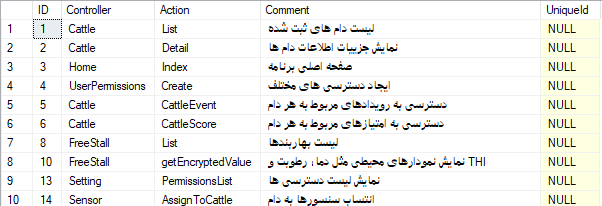 ID Controller Action Comment UniqueId
1 1 Cattle List لیست دام های ثبت شده NULL
2 2 Cattle Detail نمایش جزییات اطلاعات دام ها NULL
3 3 Home Index صفحه اصلی برنامه NULL
4 4 UserPermissions Create ایجاد دسترسی های مختلف NULL
5 5 Cattle CattleEvent دسترسی به رویدادهای مربوط به هر دام NULL
6 6 Cattle CattleScore دسترسی به امتیازهای مربوط به هر دام NULL
7 8 FreeStall List لیست بهاربندها NULL
8 10 FreeStall getEncryptedValue نمایش نمودارهای محیطی مثل دما ، رطوبت و THI NULL
9 13 Setting PermissionsList نمایش لیست دسترسی ها NULL
10 14 Sensor AssignToCattle انتساب سنسورها به دام NULL